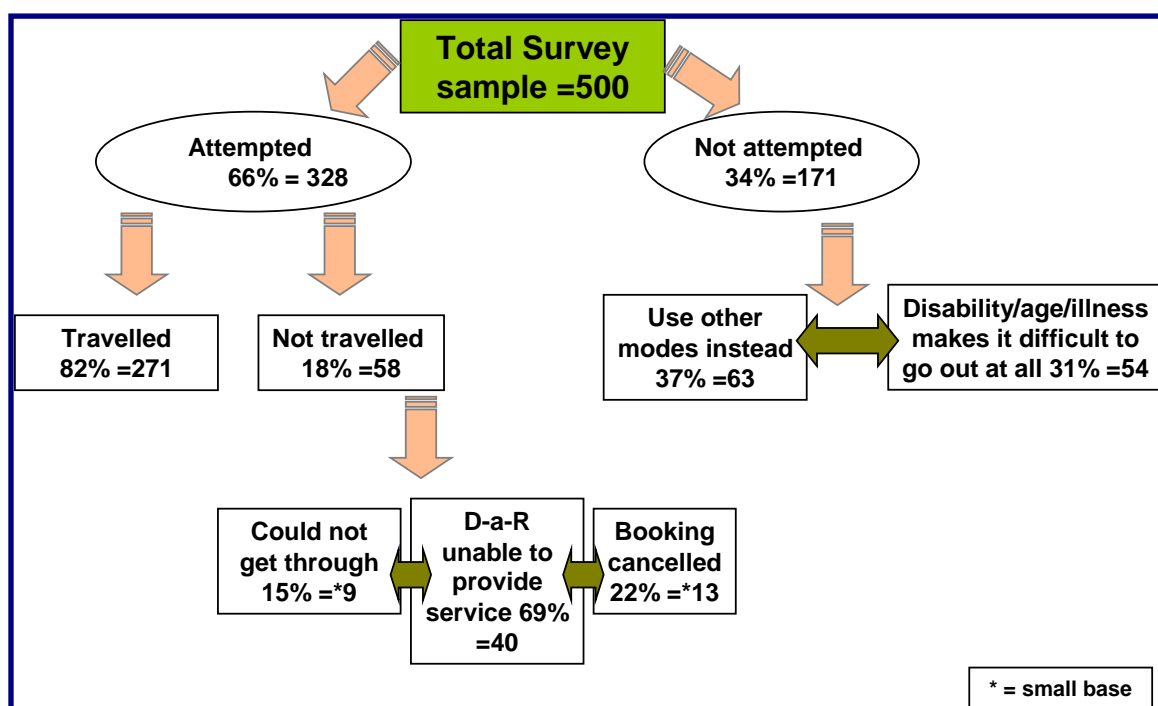 Total Survey
sample =500
Attempted
66% = 328
Not attempted
34% =171
Travelled
82% =271
Not travelled
18% =58
Use other
modes instead
37% =63
Disability/age/illness
makes it difficult to
go out at all 31% =54
Could not
get through
15% =*9
D-a-R
unable to
provide
service 69%
=40
Booking
cancelled
22% =*13
* = small base